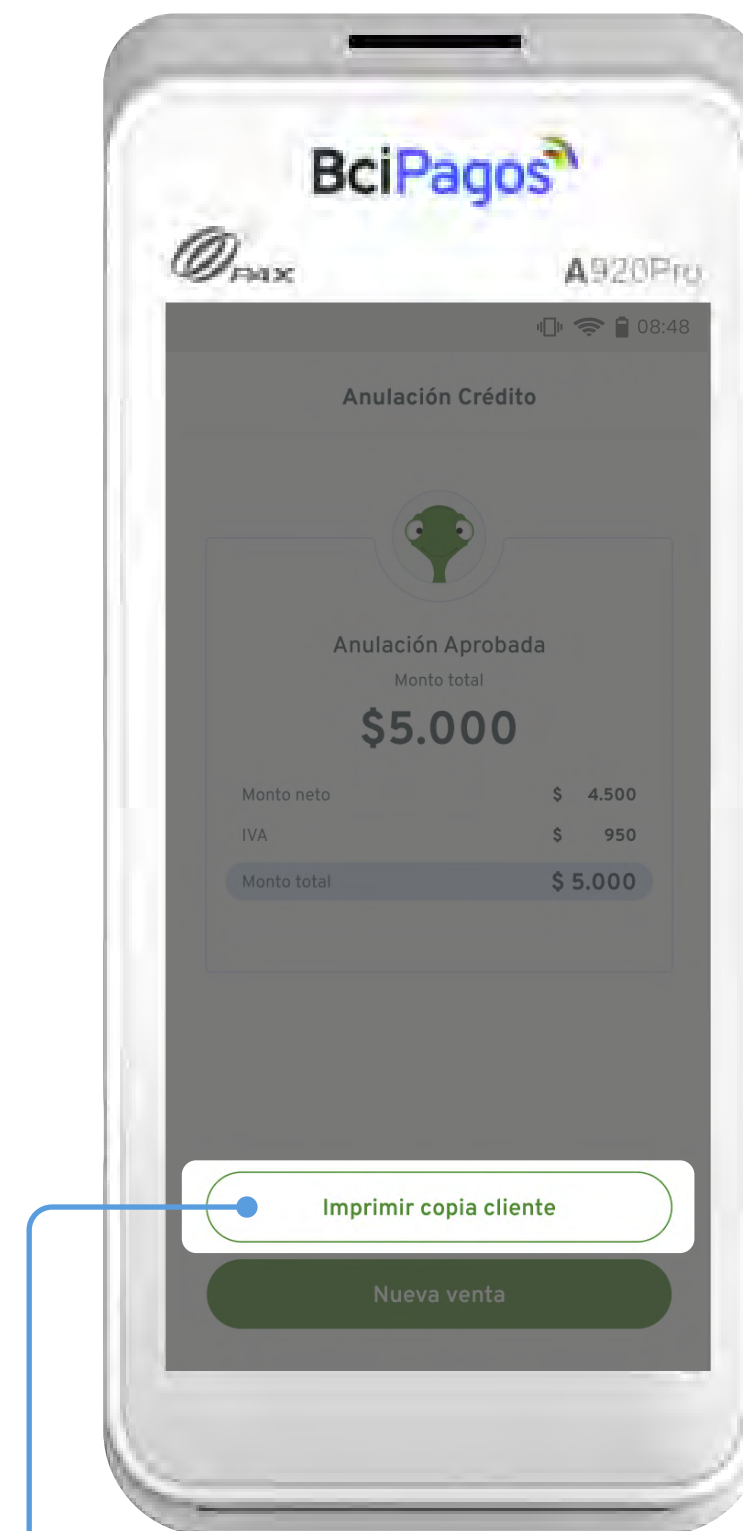 BciPagos
PAX
A920Pro
08:48
Anulación Crédito
Anulación Aprobada
Monto total
$5.000
Monto neto $ 4.500
IVA $ 950
Monto total $ 5.000
Imprimir copia cliente
Nueva venta